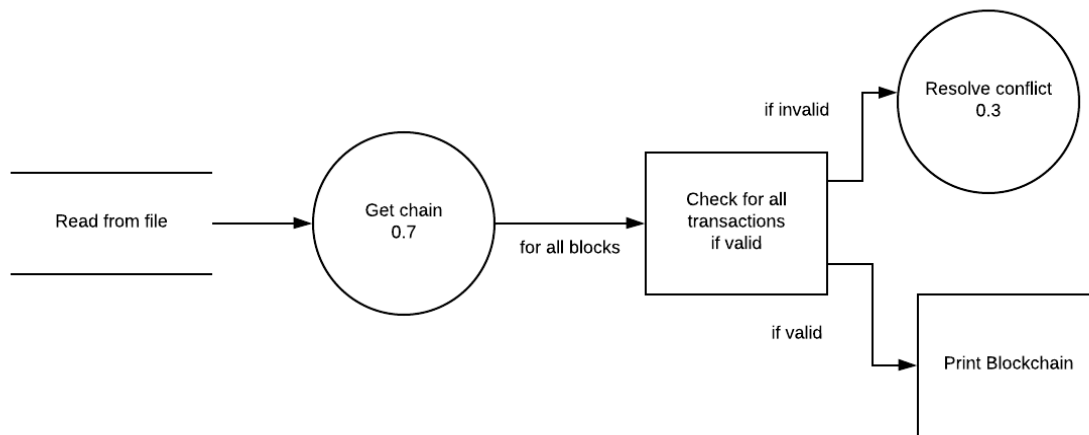 Read from file
Get chain
0.7
for all blocks
Check for all
transactions
if valid
if invalid
Resolve conflict
0.3
if valid
Print Blockchain